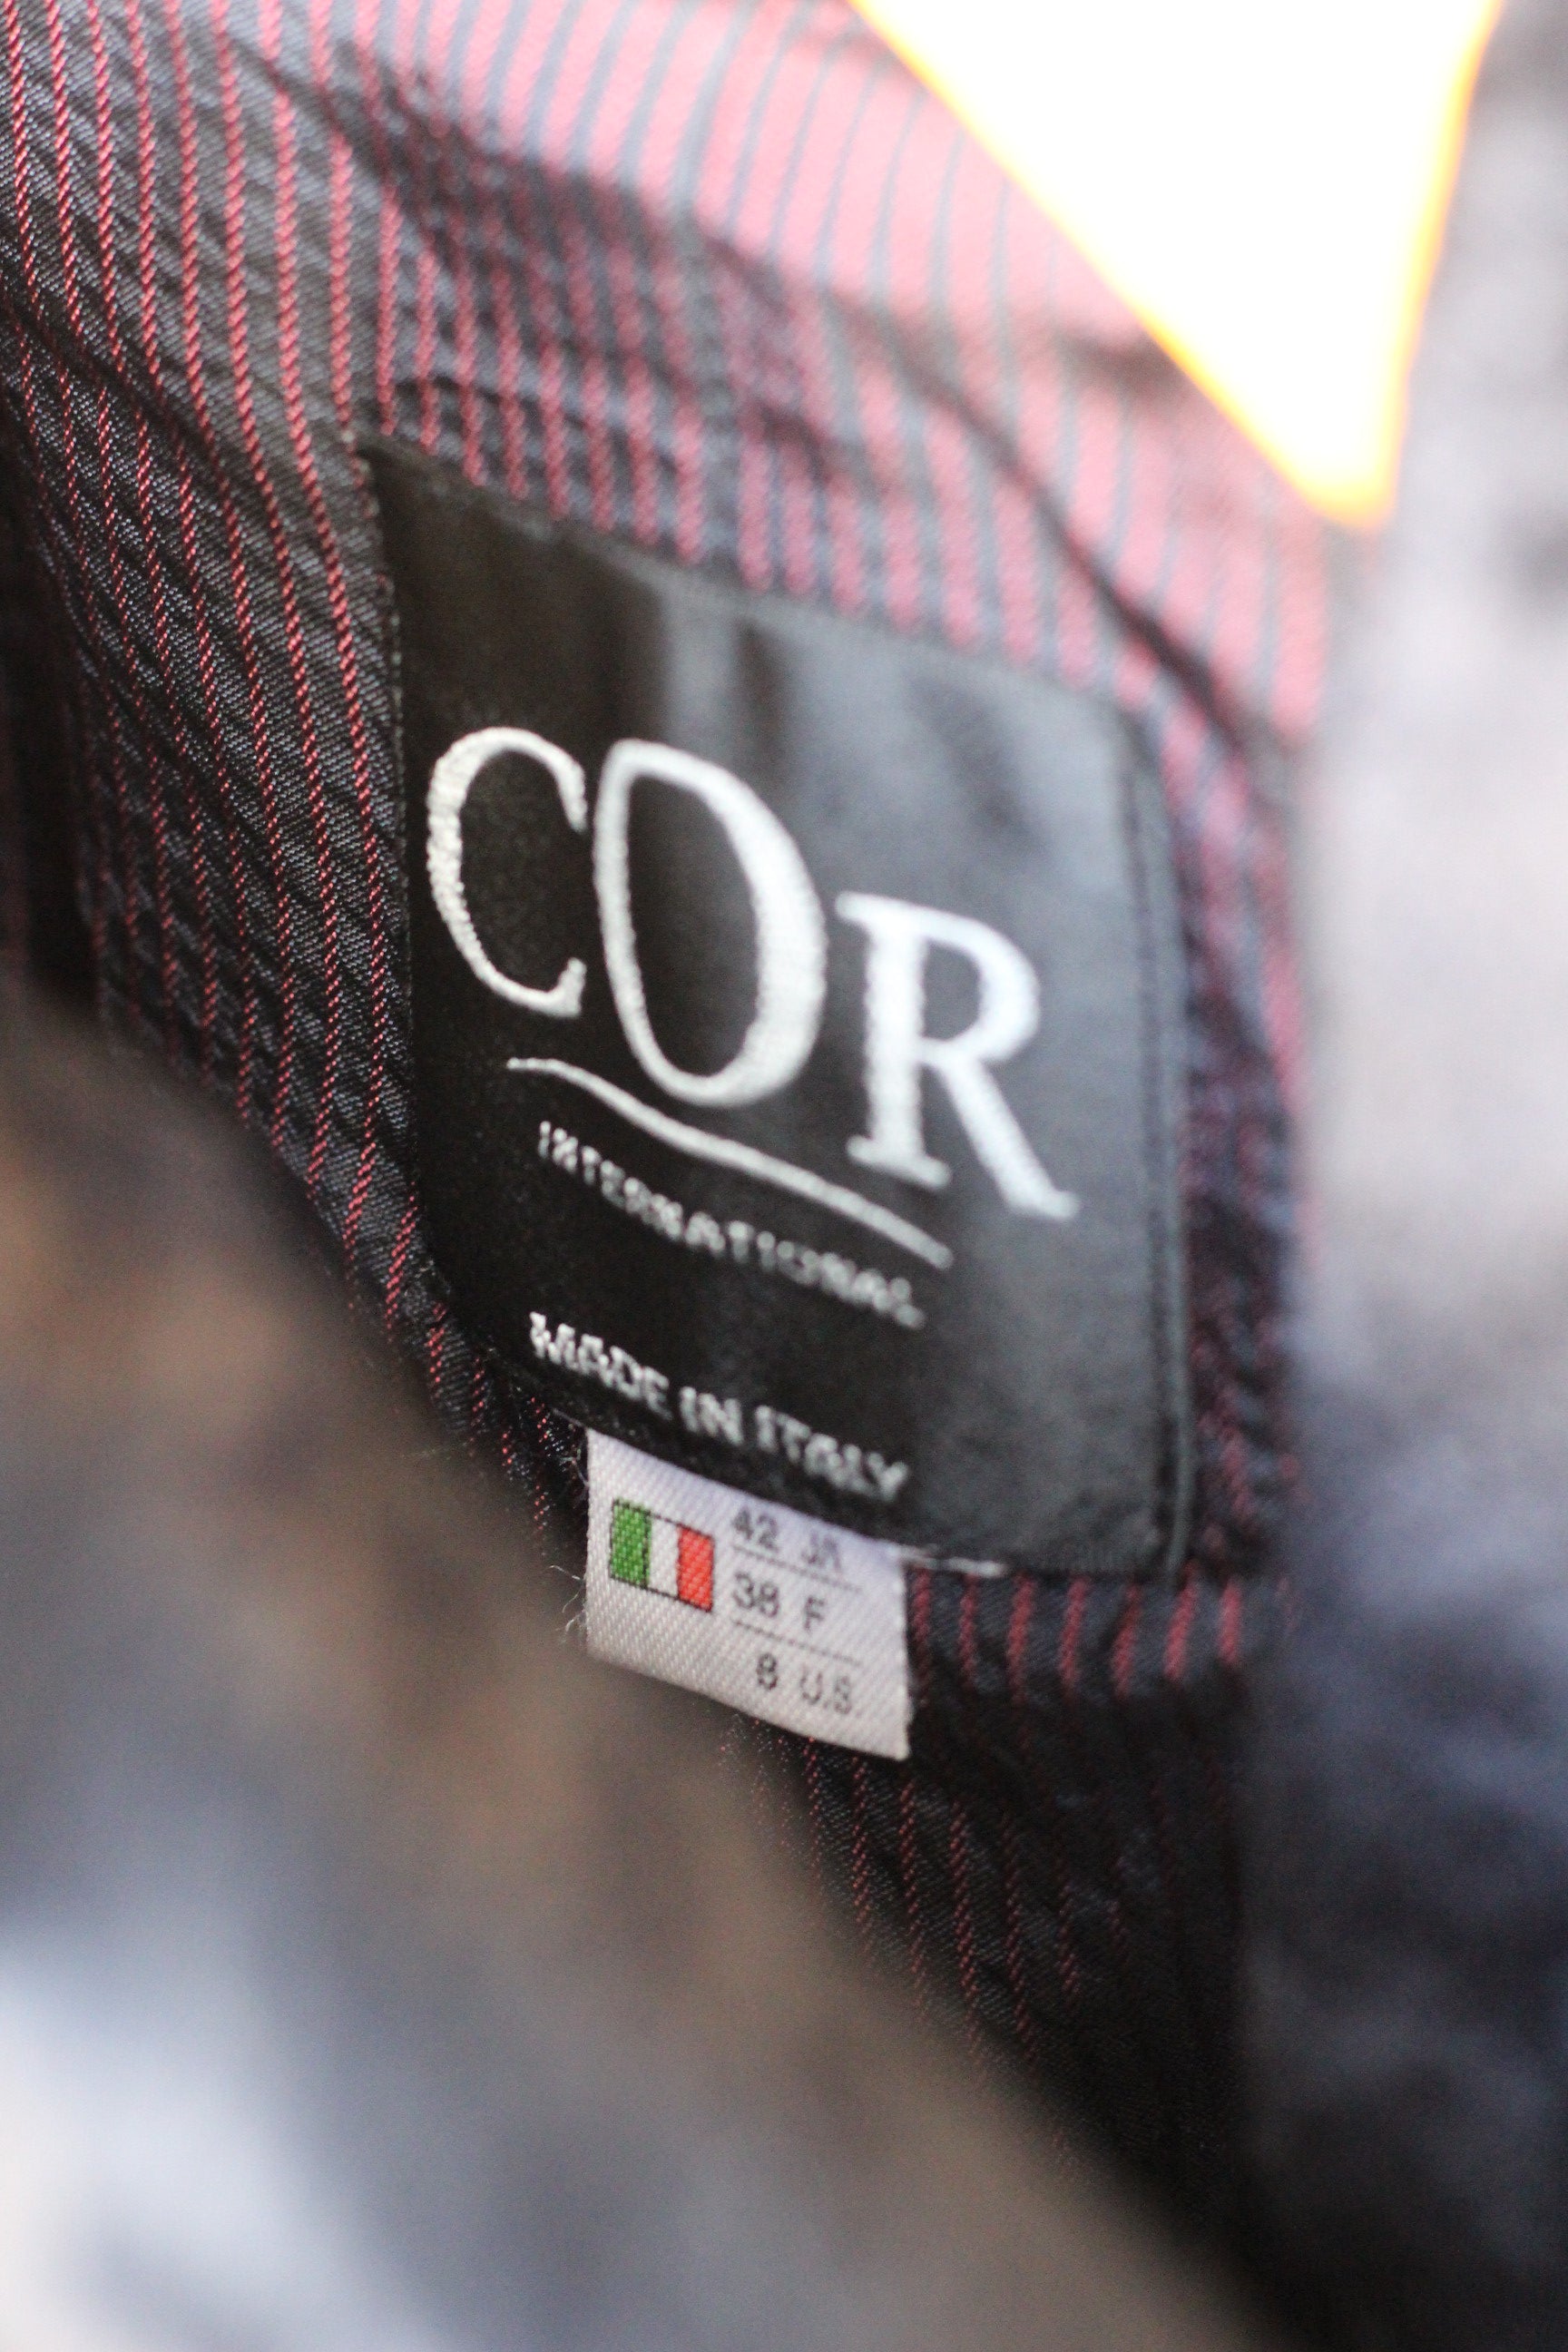 COR
INTERNATIONAL
MADE IN ITALY
42
38 F
8 U.S.